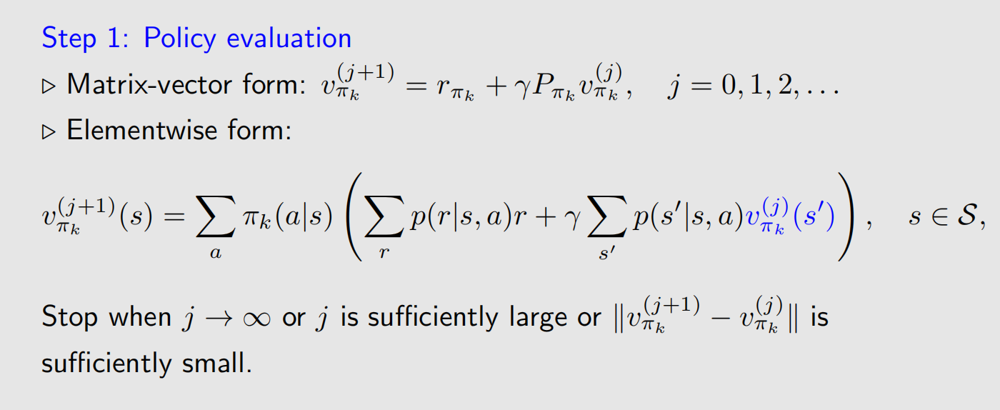 Step 1: Policy evaluation
▷ Matrix-vector form: $v_{\pi_k}^{(j+1)} = r_{\pi_k} + \gamma P_{\pi_k} v_{\pi_k}^{(j)}, \quad j = 0, 1, 2, \ldots$
▷ Elementwise form:
$v_{\pi_k}^{(j+1)}(s) = \sum_a \pi_k(a|s) \left( \sum_r p(r|s,a)r + \gamma \sum_{s'} p(s'|s,a) v_{\pi_k}^{(j)}(s') \right), \quad s \in \mathcal{S},$
Stop when $j \to \infty$ or $j$ is sufficiently large or $\|v_{\pi_k}^{(j+1)} - v_{\pi_k}^{(j)}\|$ is
sufficiently small.